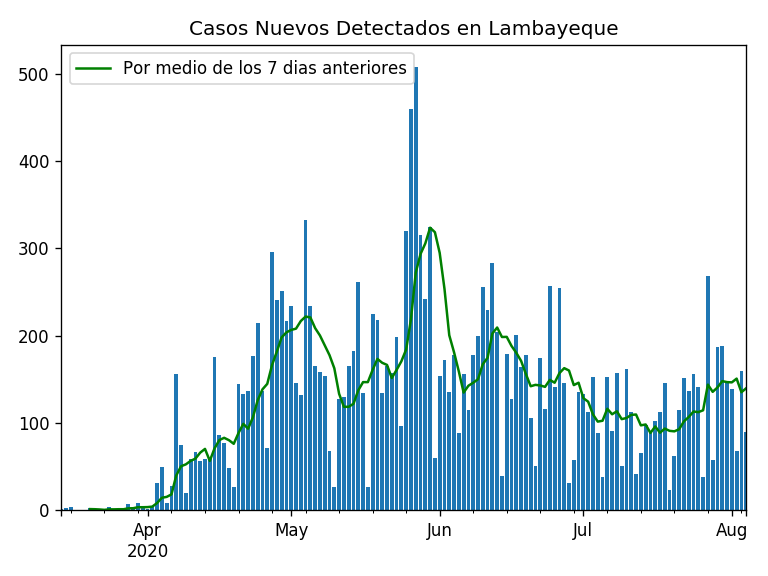 Casos Nuevos Detectados en Lambayeque
Por medio de los 7 dias anteriores
500
400
300
200
100
0
Apr May Jun Jul Aug
2020